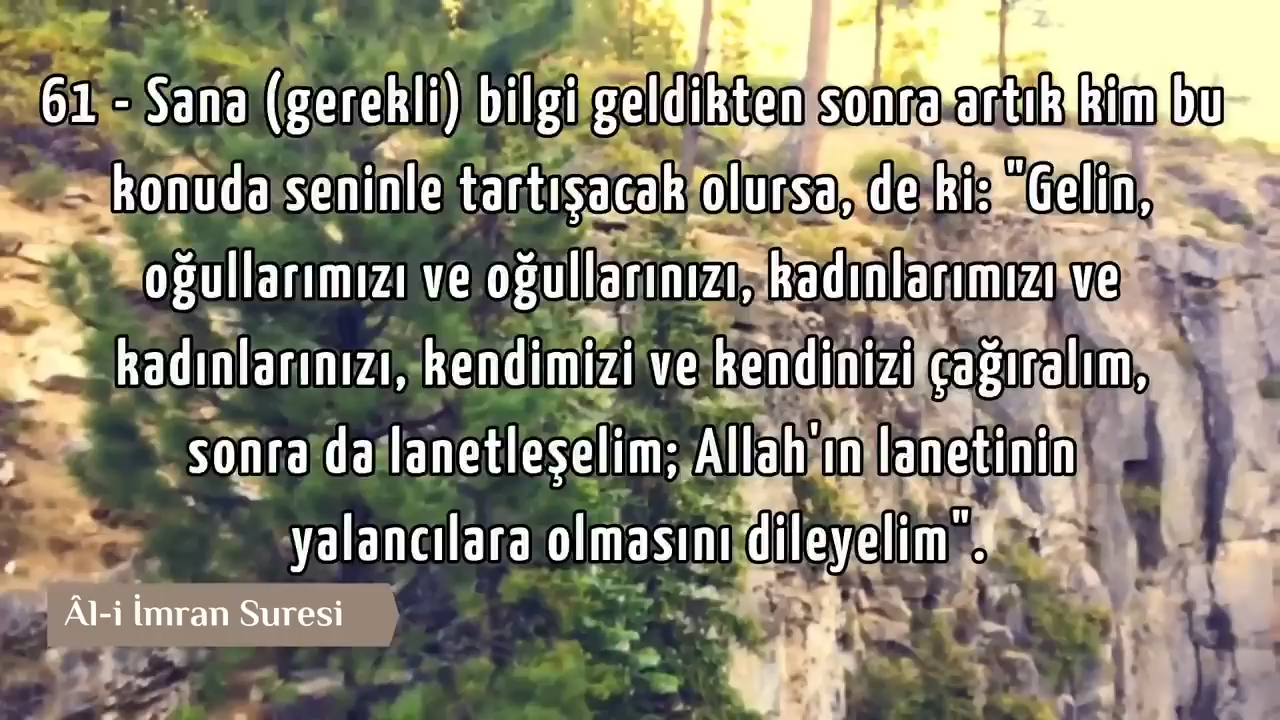 61 - Sana (gerekli) bilgi geldikten sonra artık kim bu
konuda seninle tartışacak olursa, de ki: "Gelin,
oğullarımızı ve oğullarınızı, kadınlarımızı ve
kadınlarınızı, kendimizi ve kendinizi çağıralım,
sonra da lanetleşelim; Allah'ın lanetinin
yalancılara olmasını dileyelim".
Âl-i İmran Suresi